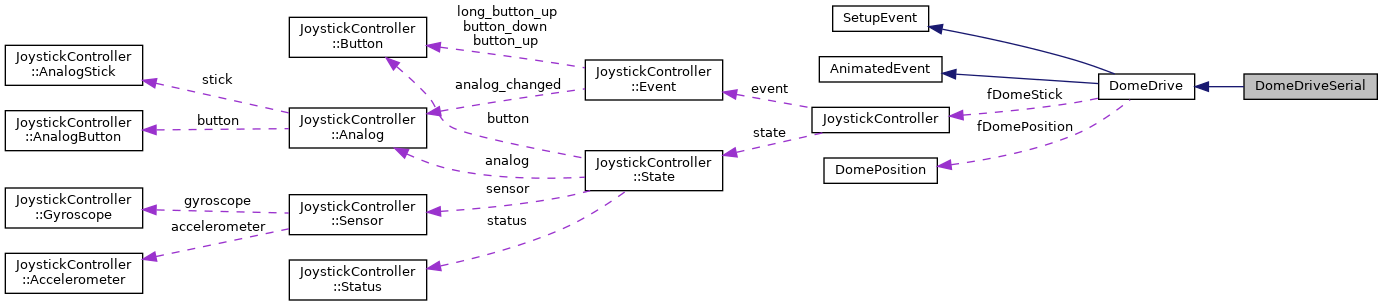 JoystickController
::AnalogStick
JoystickController
::AnalogButton
JoystickController
::Gyroscope
JoystickController
::Accelerometer
stick
button
gyroscope
accelerometer
JoystickController
::Button
JoystickController
::Analog
JoystickController
::Sensor
JoystickController
::Status
long_button_up
button_down
button_up
analog_changed
button
analog
sensor
status
JoystickController
::Event
JoystickController
::State
event
state
SetupEvent
AnimatedEvent
JoystickController
DomePosition
fDomeStick
fDomePosition
DomeDrive
DomeDriveSerial